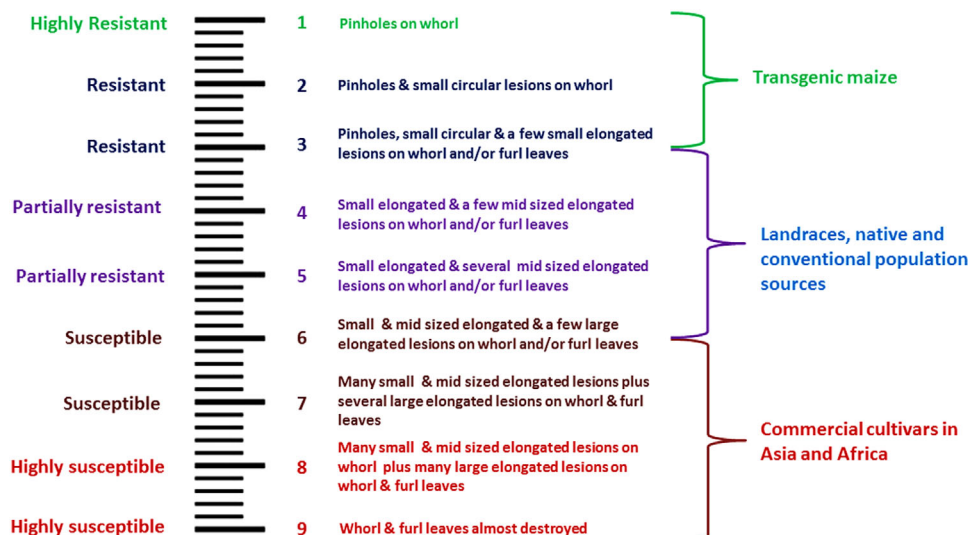 Highly Resistant 1 Pinholes on whorl
Resistant 2 Pinholes & small circular lesions on whorl
Resistant 3 Pinholes, small circular & a few small elongated
lesions on whorl and/or furl leaves
Transgenic maize
Partially resistant 4 Small elongated & a few mid sized elongated
lesions on whorl and/or furl leaves
Partially resistant 5 Small elongated & several mid sized elongated
lesions on whorl and/or furl leaves
Landraces, native and
conventional population
sources
Susceptible 6 Small & mid sized elongated & a few large
elongated lesions on whorl and/or furl leaves
Susceptible 7 Many small & mid sized elongated lesions plus
several large elongated lesions on whorl & furl
leaves
Highly susceptible 8 Many small & mid sized elongated lesions on
whorl plus many large elongated lesions on
whorl & furl leaves
Highly susceptible 9 Whorl & furl leaves almost destroyed
Commercial cultivars in
Asia and Africa